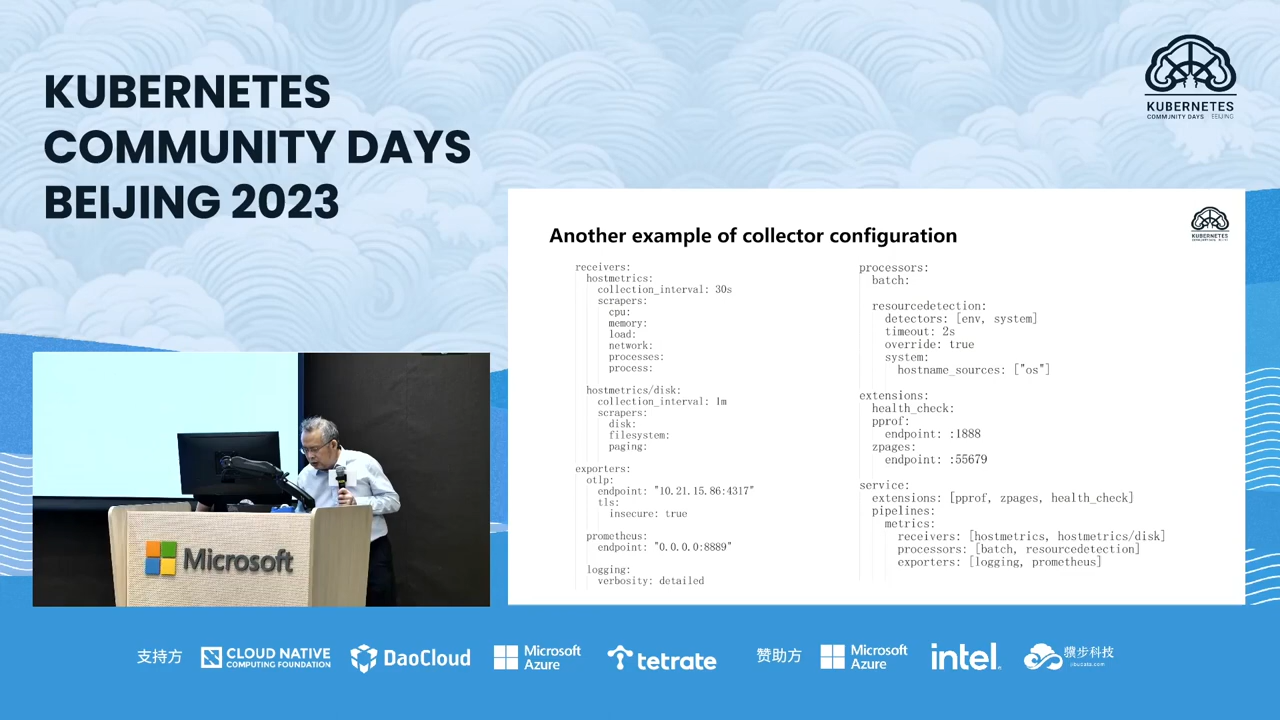 KUBERNETES
COMMUNITY DAYS
BEIJING 2023
KUBERNETES
COMMUNITY DAYS BEIJING
Another example of collector configuration
KUBERNETES
receivers:
hostmetrics:
collection_interval: 30s
scrapers:
cpu:
memory:
load:
network:
processes:
process:
hostmetrics/disk:
collection_interval: 1m
scrapers:
disk:
filesystem:
paging:
exporters:
otlp:
endpoint: "10.21.15.86:4317"
tls:
insecure: true
prometheus:
endpoint: "0.0.0.0:8889"
logging:
verbosity: detailed
processors:
batch:
resourcedetection:
detectors: [env, system]
timeout: 2s
override: true
system:
hostname_sources: ["os"]
extensions:
health_check:
pprof:
endpoint: :1888
zpages:
endpoint: :55679
service:
extensions: [pprof, zpages, health_check]
pipelines:
metrics:
receivers: [hostmetrics, hostmetrics/disk]
processors: [batch, resourcedetection]
exporters: [logging, prometheus]
Microsoft
支持方
CLOUD NATIVE
COMPUTING FOUNDATION
DaoCloud
Microsoft
Azure
tetrate
赞助方
Microsoft
Azure
intel.
骥步科技
jibudata.com